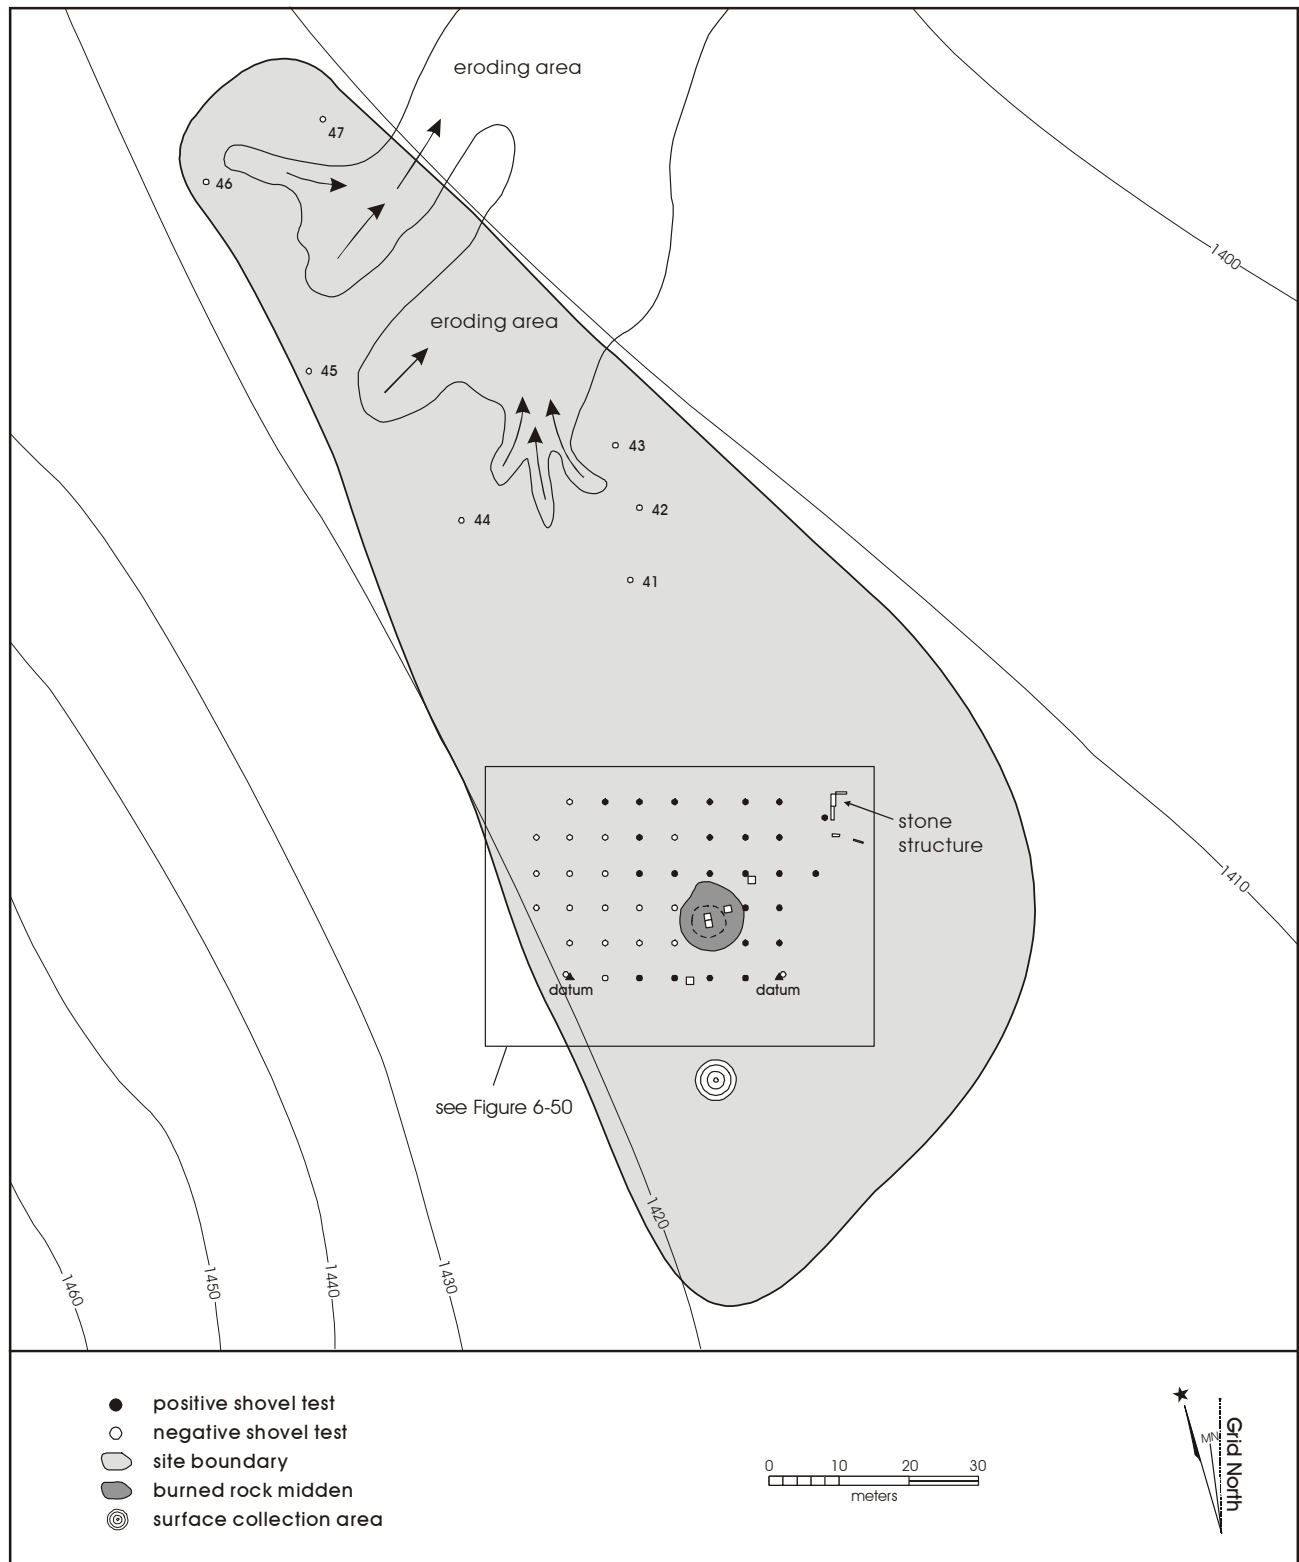 eroding area
47
46
1400
eroding area
45
43
42
44
41
stone
structure
1410
datum
datum
see Figure 6-50
1420
1460
1450
1440
1430
positive shovel test
negative shovel test
site boundary
burned rock midden
surface collection area
0 10 20 30
meters
MN
Grid North